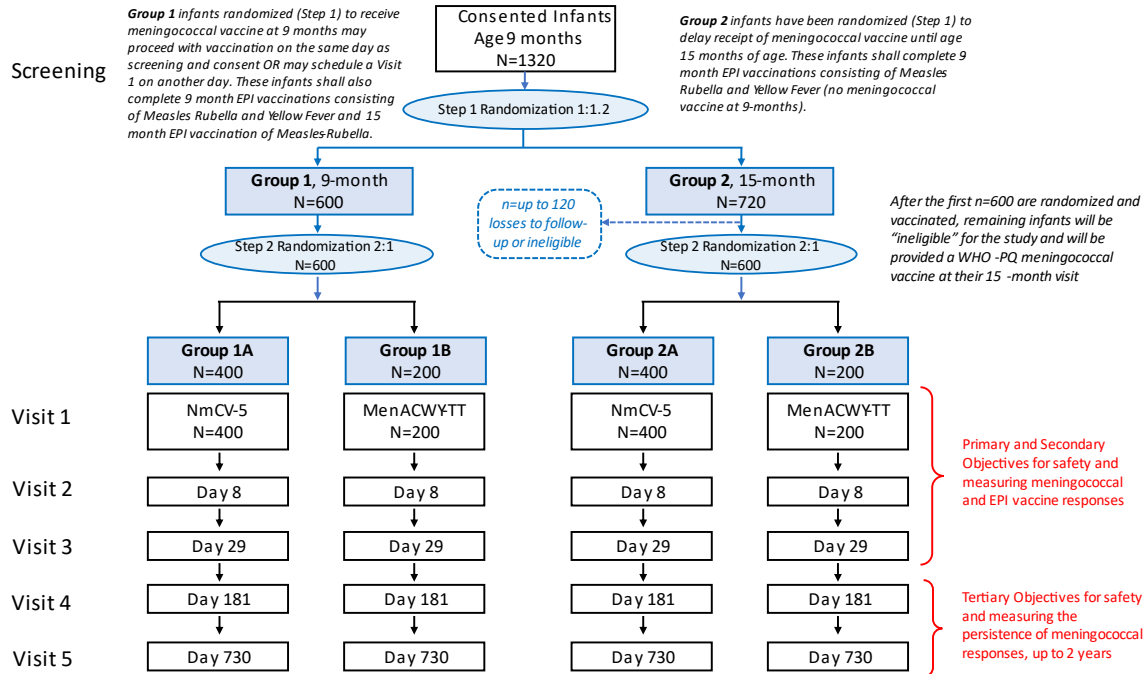 Group 1 infants randomized (Step 1) to receive
meningococcal vaccine at 9 months may
proceed with vaccination on the same day as
screening and consent OR may schedule a Visit
1 on another day. These infants shall also
complete 9 month EPI vaccinations consisting
of Measles Rubella and Yellow Fever and 15
month EPI vaccination of Measles-Rubella.
Consented Infants
Age 9 months
N=1320
Group 2 infants have been randomized (Step 1) to
delay receipt of meningococcal vaccine until age
15 months of age. These infants shall complete 9
month EPI vaccinations consisting of Measles
Rubella and Yellow Fever (no meningococcal
vaccine at 9-months).
Screening
Step 1 Randomization 1:1.2
Group 1, 9-month
N=600
n=up to 120
losses to follow-
up or ineligible
Group 2, 15-month
N=720
After the first n=600 are randomized and
vaccinated, remaining infants will be
"ineligible" for the study and will be
provided a WHO -PQ meningococcal
vaccine at their 15 -month visit
Step 2 Randomization 2:1
N=600
Step 2 Randomization 2:1
N=600
Group 1A
N=400
Group 1B
N=200
Group 2A
N=400
Group 2B
N=200
Visit 1
NmCV-5
N=400
MenACWY-TT
N=200
NmCV-5
N=400
MenACWY-TT
N=200
Primary and Secondary
Objectives for safety and
measuring meningococcal
and EPI vaccine responses
Visit 2
Day 8
Day 8
Day 8
Day 8
Visit 3
Day 29
Day 29
Day 29
Day 29
Visit 4
Day 181
Day 181
Day 181
Day 181
Tertiary Objectives for safety
and measuring the
persistence of meningococcal
responses, up to 2 years
Visit 5
Day 730
Day 730
Day 730
Day 730